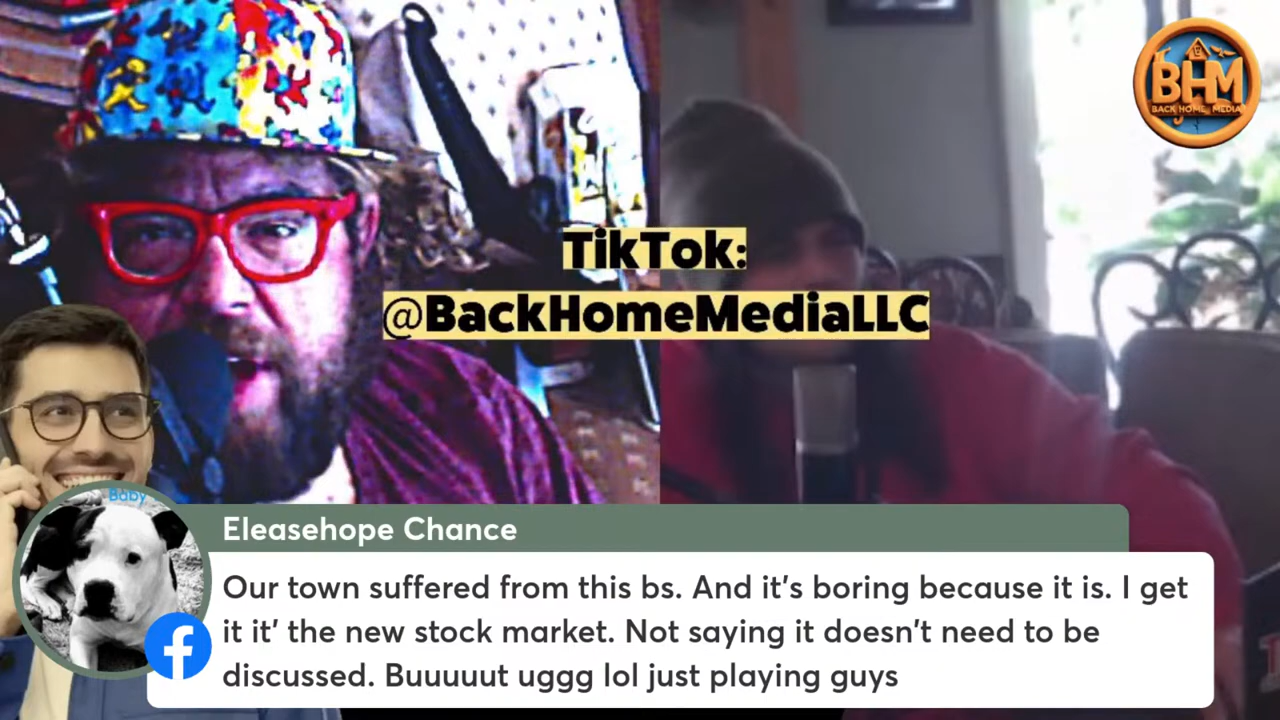 BHM
BACK HOME MEDIA
TikTok:
@BackHomeMediaLLC
Baby
Eleasehope Chance
Our town suffered from this bs. And it's boring because it is. I get
it it' the new stock market. Not saying it doesn't need to be
discussed. Buuuuut uggg lol just playing guys